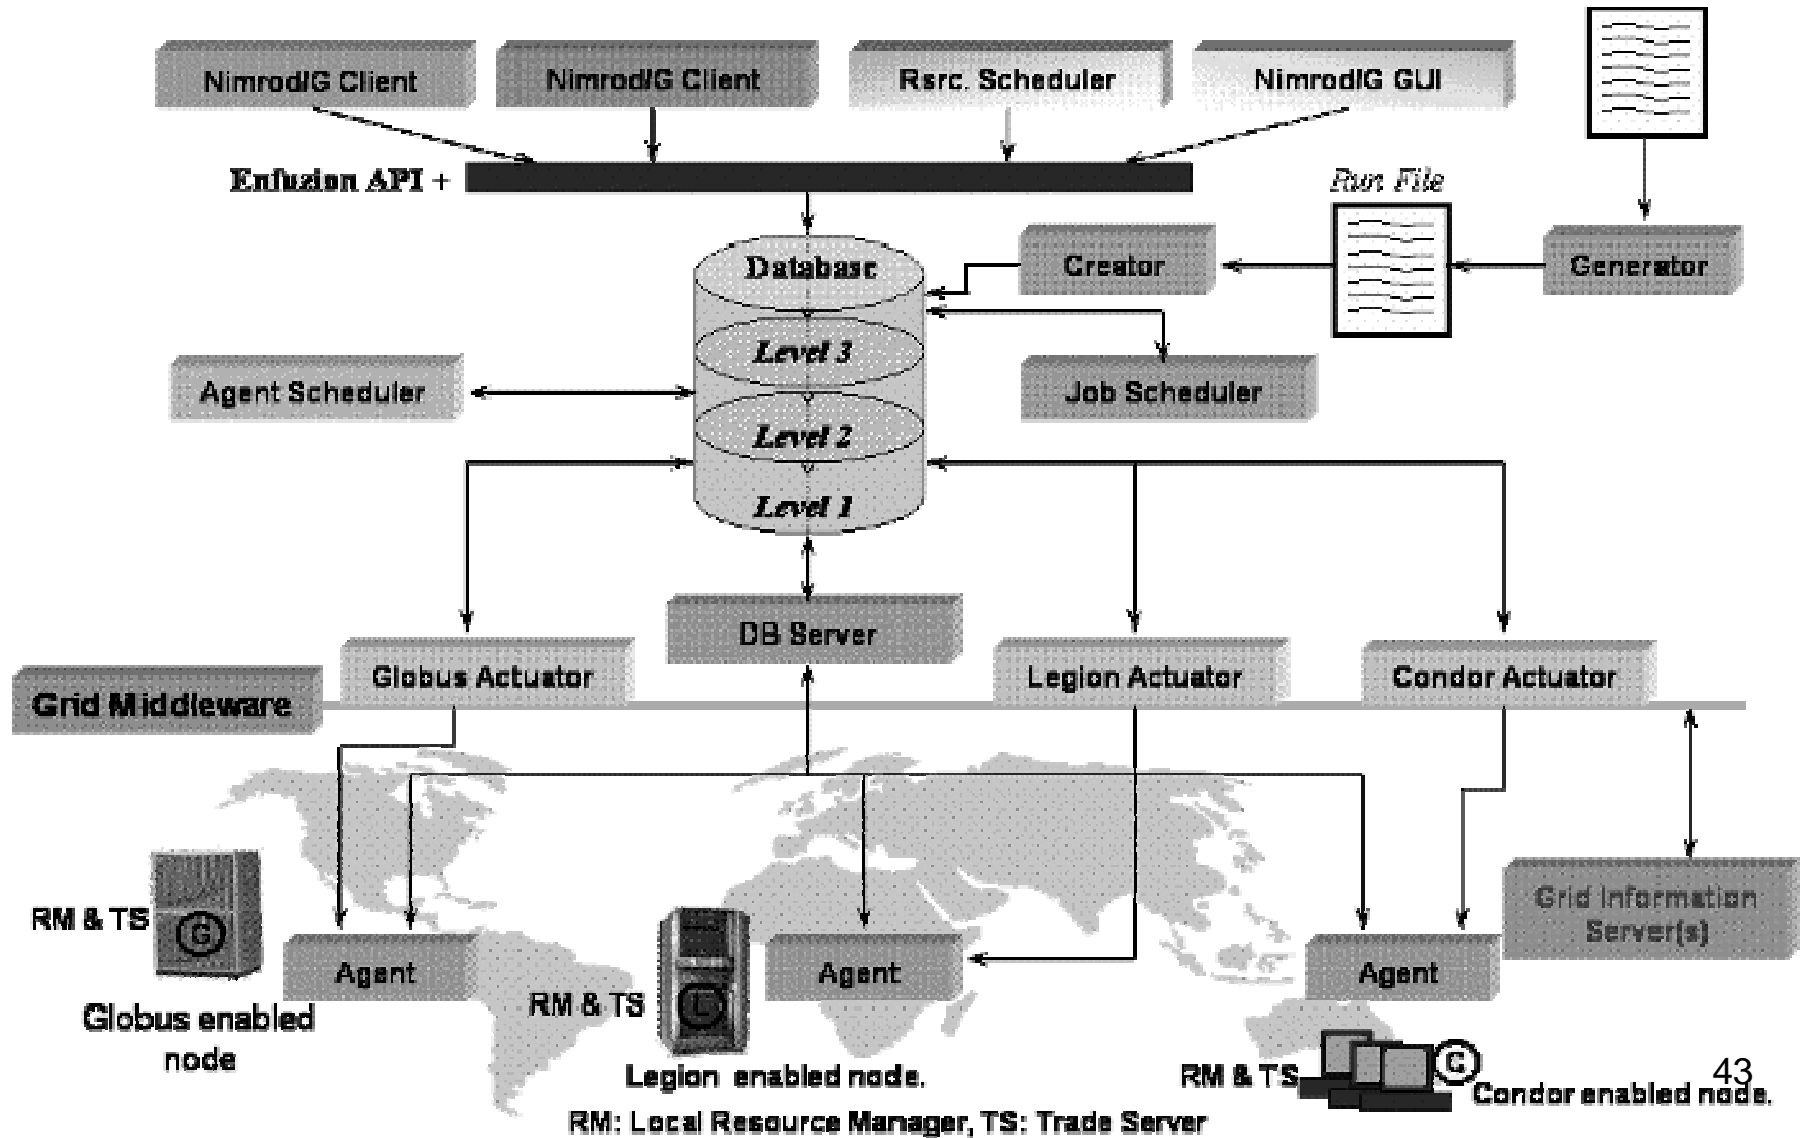 Nimrod/G Client
Nimrod/G Client
Rsrc. Scheduler
Nimrod/G GUI
Enfuzion API +
Run File
Database
Creator
Generator
Level 3
Agent Scheduler
Job Scheduler
Level 2
Level 1
DB Server
Globus Actuator
Legion Actuator
Condor Actuator
Grid Middleware
Grid Information
Server(s)
RM & TS
G
Agent
Agent
Agent
RM & TS
L
Globus enabled
node
Legion enabled node.
RM & TS
G
43
Condor enabled node.
RM: Local Resource Manager, TS: Trade Server